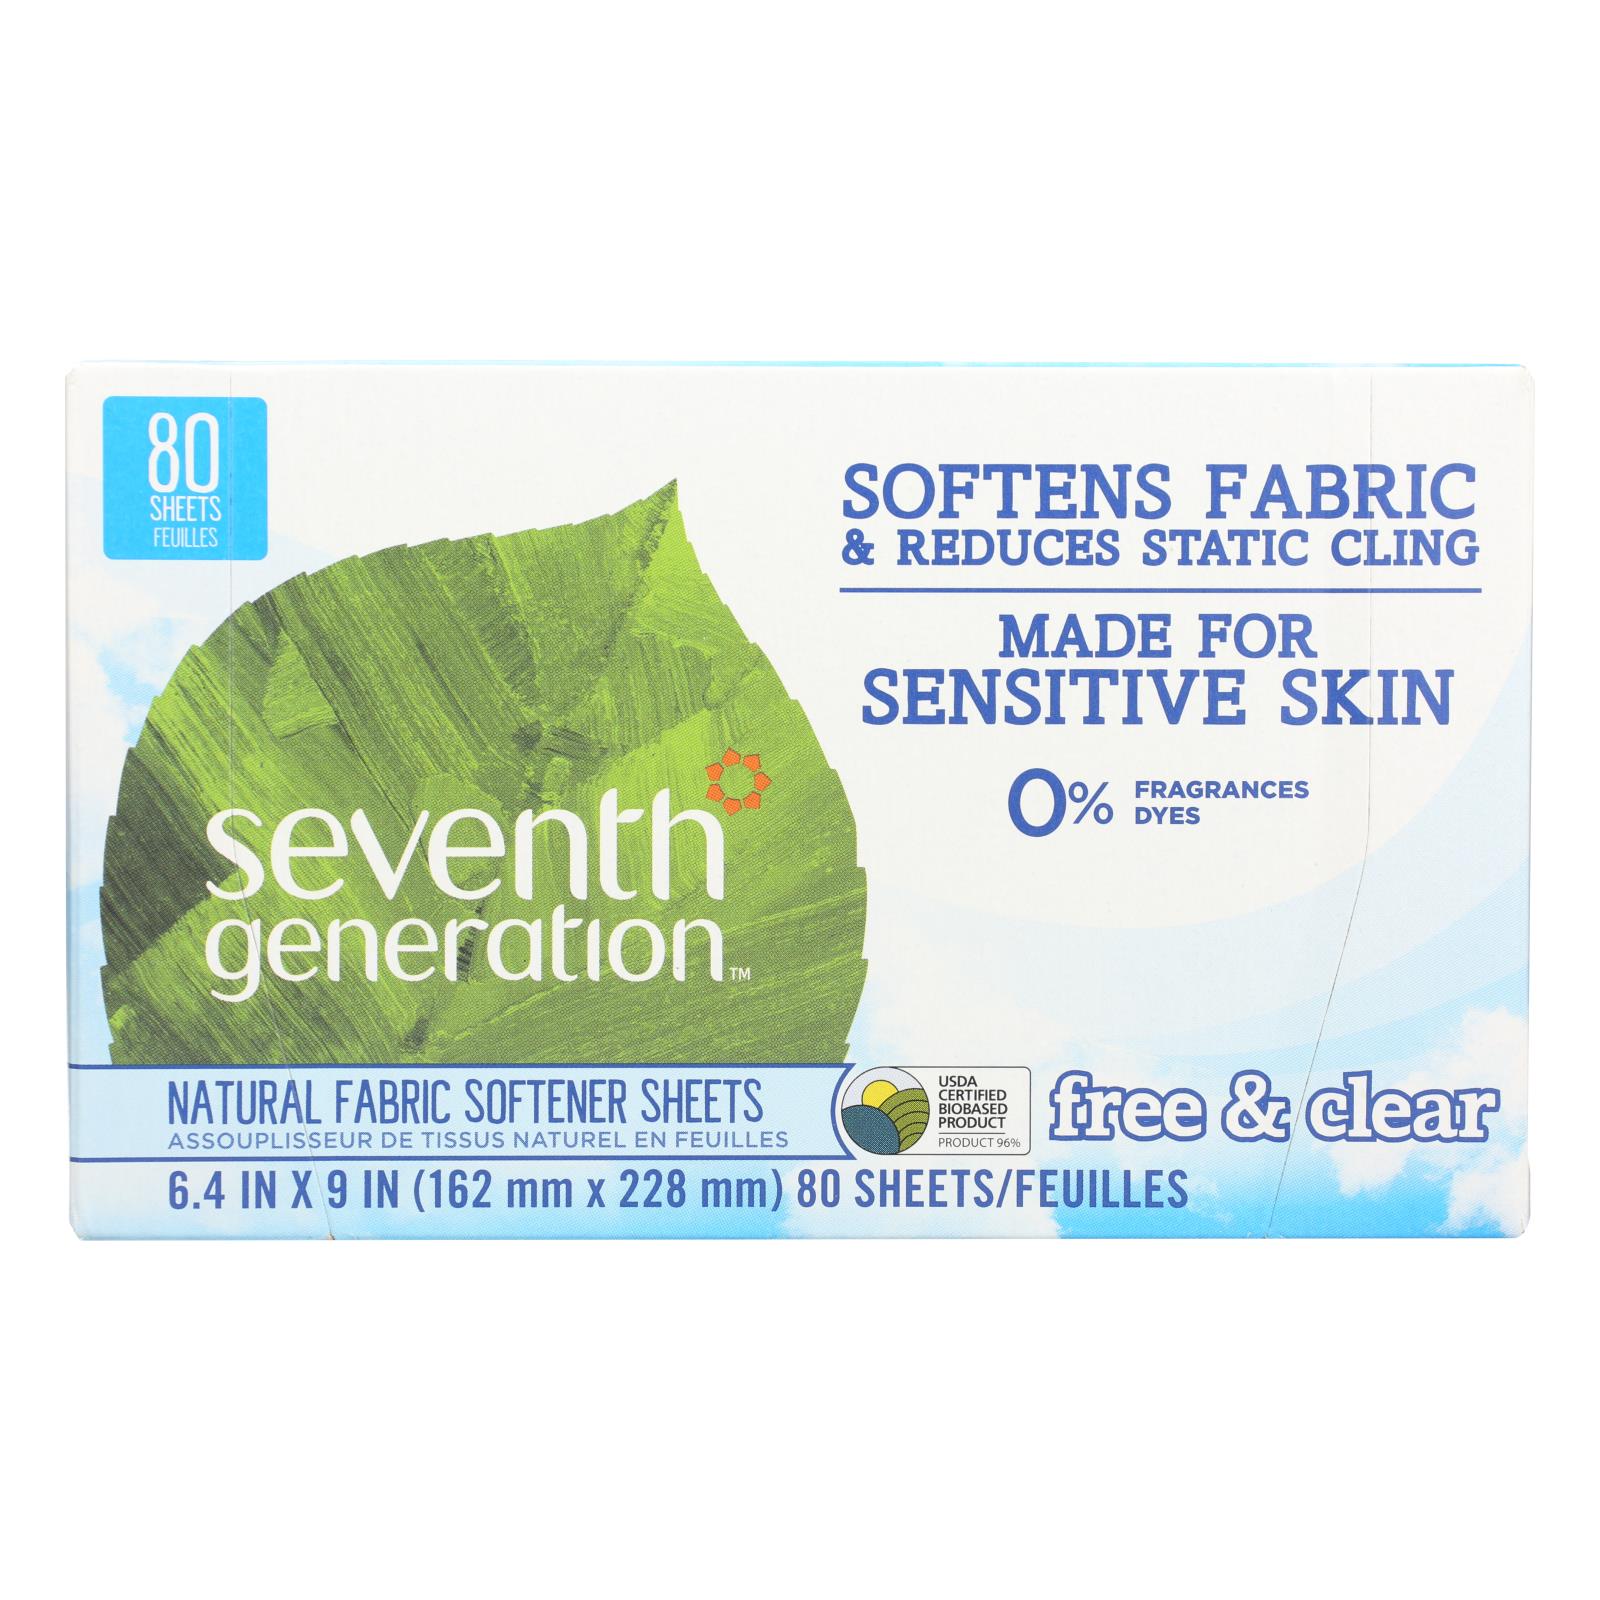 80
SHEETS
FEUILLES
SOFTENS FABRIC
& REDUCES STATIC CLING
MADE FOR
SENSITIVE SKIN
0% FRAGRANCES
DYES
seventh
generation™
NATURAL FABRIC SOFTENER SHEETS
ASSOUPLISSEUR DE TISSUS NATUREL EN FEUILLES
USDA
CERTIFIED
BIOBASED
PRODUCT
PRODUCT 96%
free & clear
6.4 IN X 9 IN (162 mm x 228 mm) 80 SHEETS/FEUILLES